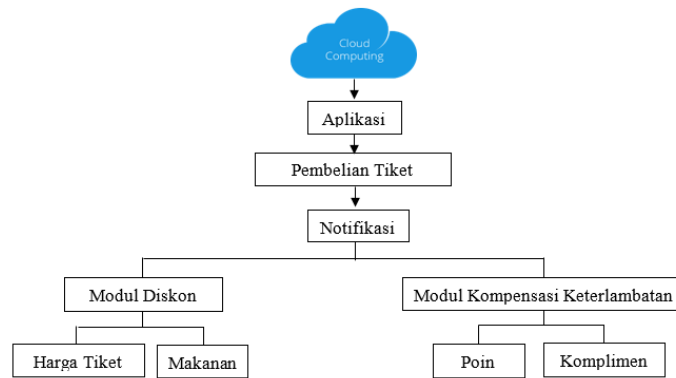 Cloud
Computing
Aplikasi
Pembelian Tiket
Notifikasi
Modul Diskon
Modul Kompensasi Keterlambatan
Harga Tiket
Makanan
Poin
Komplimen